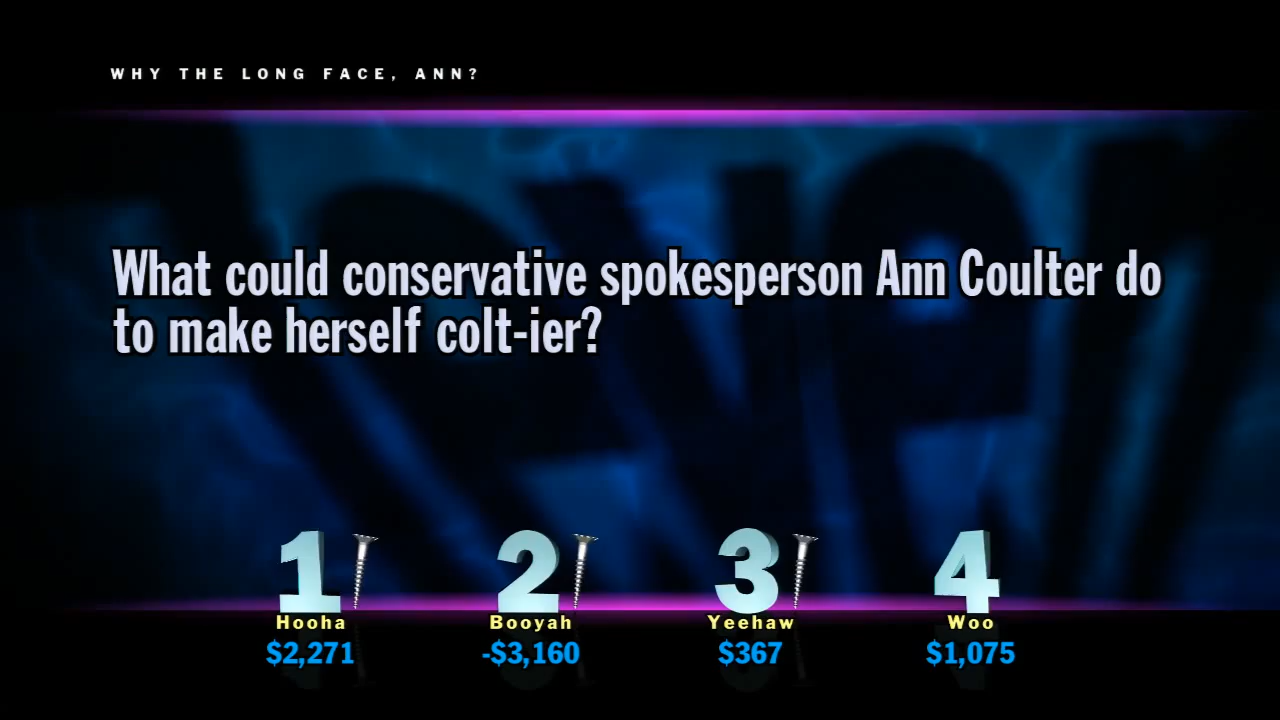 WHY THE LONG FACE, ANN?
What could conservative spokesperson Ann Coulter do
to make herself colt-ier?
1 2 3 4
Hooha Booyah Yeehaw Woo
$2,271 -$3,160 $367 $1,075